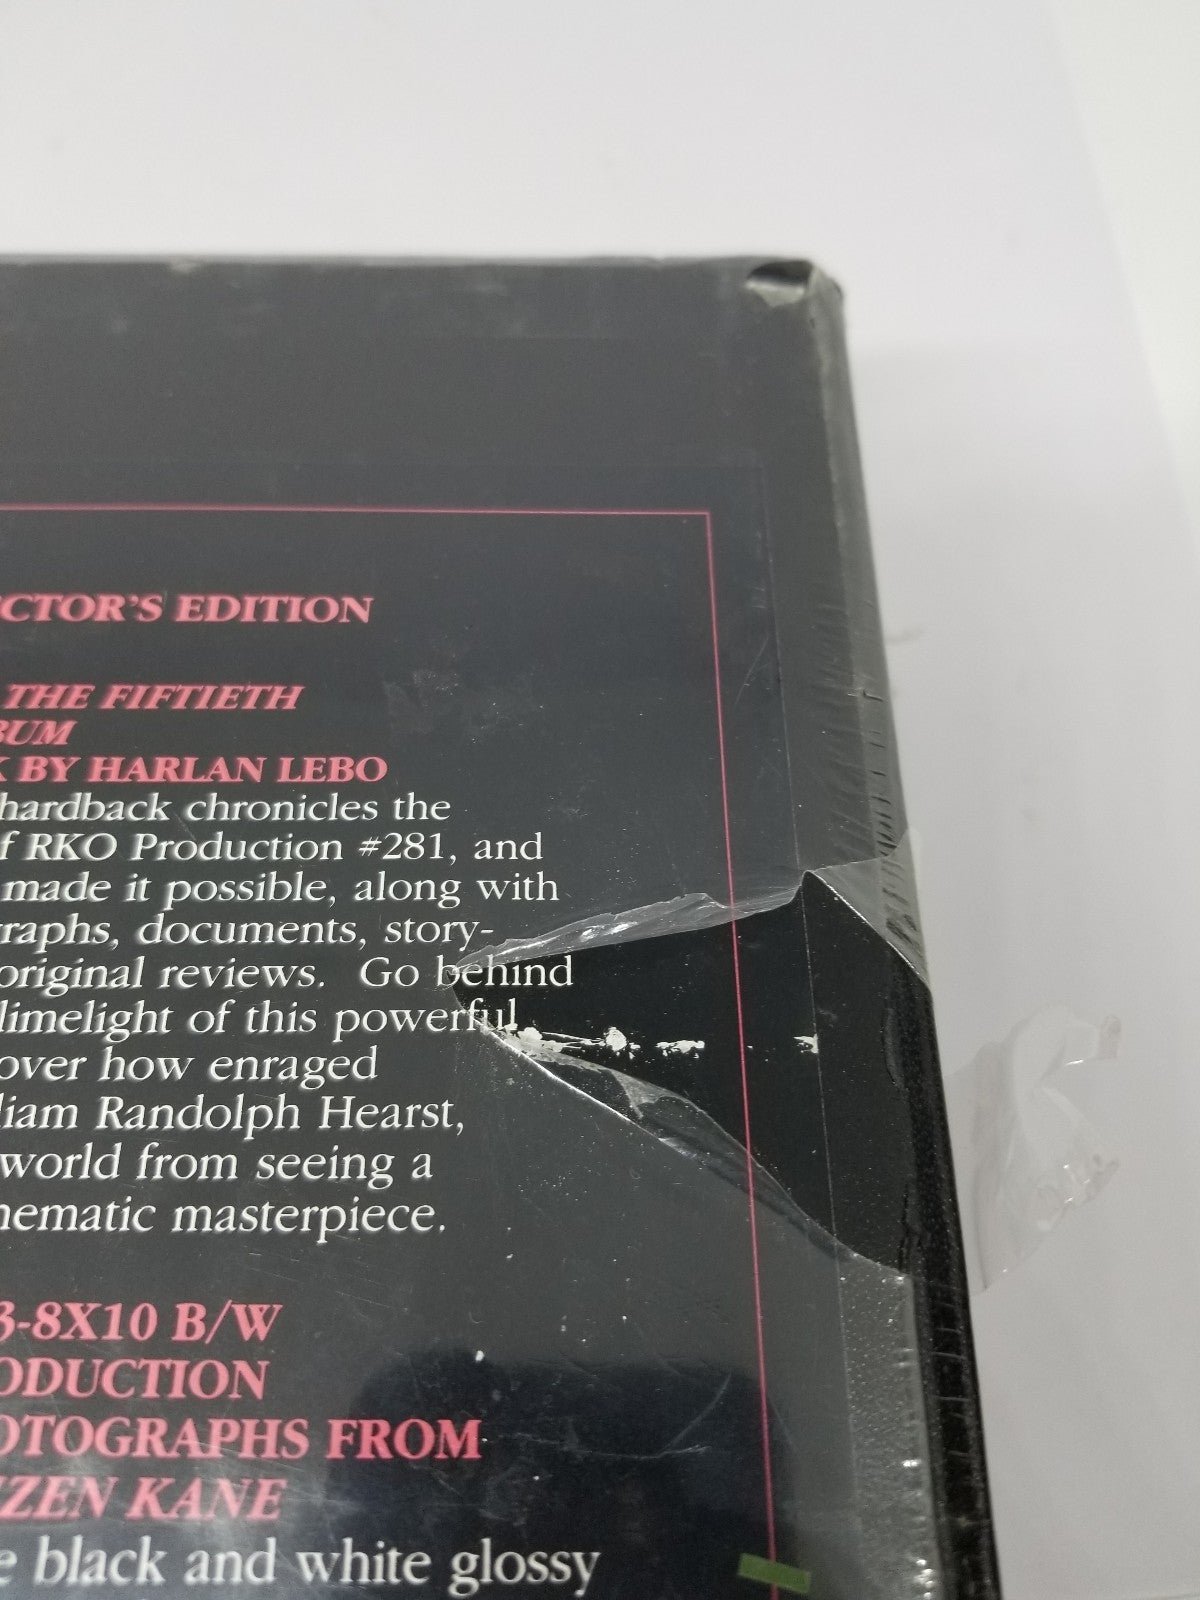 CTOR'S EDITION
THE FIFTIETH
BUM
K BY HARLAN LEBO
hardback chronicles the
f RKO Production #281, and
made it possible, along with
raphs, documents, story-
original reviews. Go behind
limelight of this powerful
over how enraged
liam Randolph Hearst,
world from seeing a
nematic masterpiece.
3-8X10 B/W
ODUCTION
OTOGRAPHS FROM
IZEN KANE
e black and white glossy